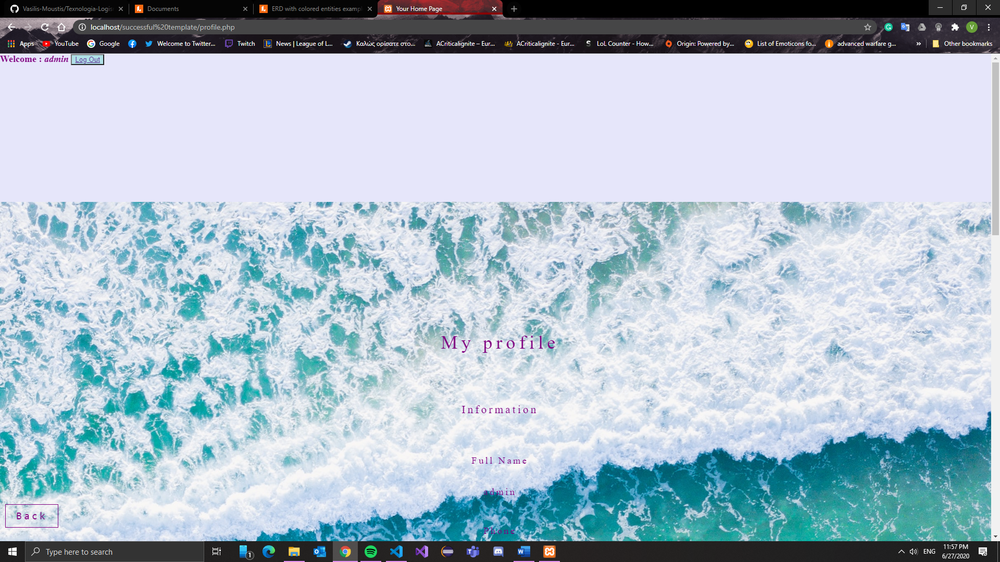 Vasilis-Moustis/Texnologia-Logis
Documents
ERD with colored entities exampl
Your Home Page
localhost/successful%20template/profile.php
V
Apps
YouTube
Google
Welcome to Twitter...
Twitch
News | League of L...
Καλώς ορίσατε στο...
ACriticalignite – Eur...
ACriticalignite - Eur...
LoL Counter - How...
Origin: Powered by...
List of Emoticons fo...
advanced warfare g...
»
Other bookmarks
Welcome : admin
Log Out
My profile
Information
Full Name
admin
Phone
Back
Type here to search
1
ENG
11:57 PM
6/27/2020